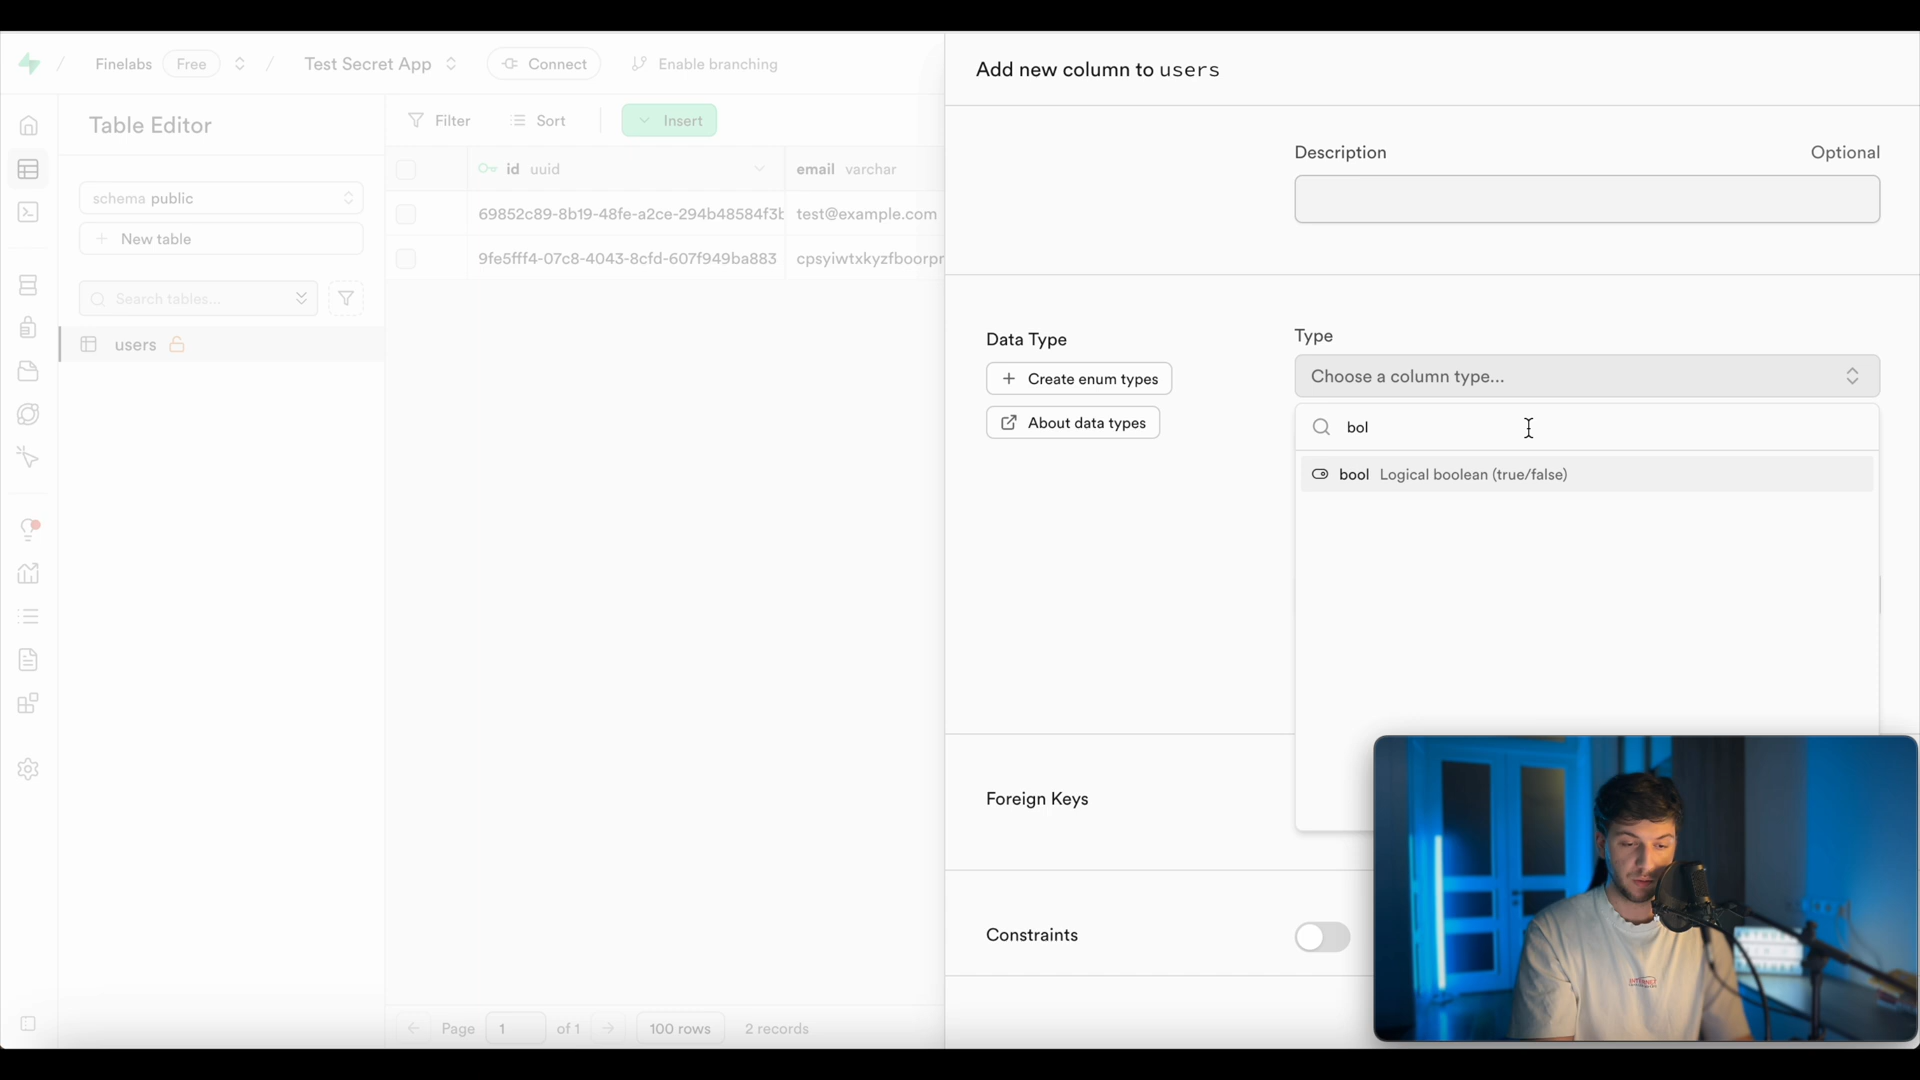 / Finelabs Free / Test Secret App Connect Enable branching
Table Editor
schema public
New table
Search tables...
users
Filter Sort Insert
id uuid email varchar
69852c89-8b19-48fe-a2ce-294b48584f3b test@example.com
9fe5fff4-07c8-4043-8cfd-607f949ba883 cpsyiwtxkyzfboorpr
Page 1 of 1 100 rows 2 records
Add new column to users
Description Optional
Data Type
Create enum types
About data types
Type
Choose a column type...
bol
bool Logical boolean (true/false)
Foreign Keys
Constraints